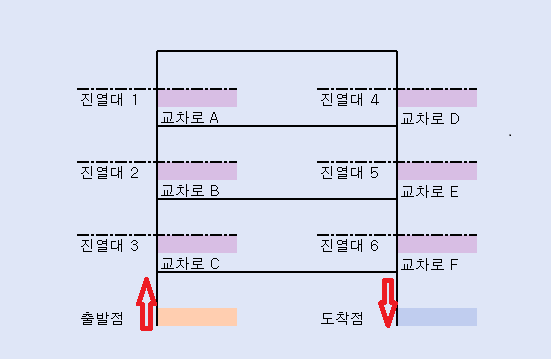 진열대 1
진열대 4
교차로 A
교차로 D
진열대 2
진열대 5
교차로 B
교차로 E
진열대 3
진열대 6
교차로 C
교차로 F
출발점
도착점